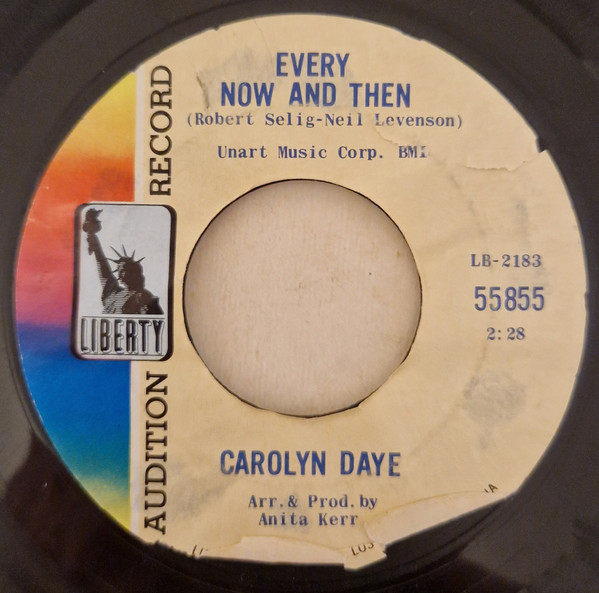 EVERY
NOW AND THEN
(Robert Selig-Neil Levenson)
Unart Music Corp. BMI
AUDITION RECORD
LIBERTY
LB-2183
55855
2:28
CAROLYN DAYE
Arr.& Prod.by
Anita Kerr
LOS